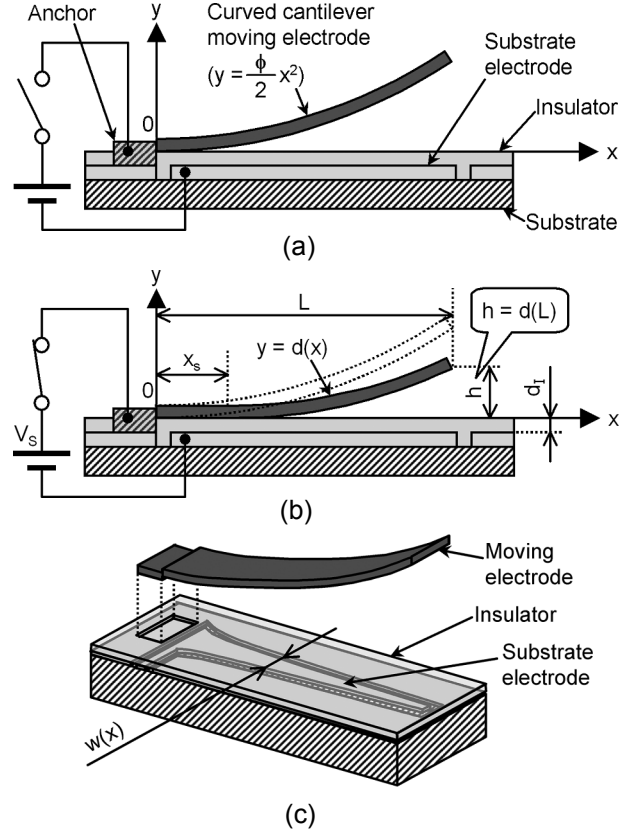 Anchor
y
Curved cantilever
moving electrode
(y = ϕ/2 x²)
Substrate
electrode
Insulator
0
x
Substrate
(a)
y
L
h = d(L)
xₛ
y = d(x)
0
h
d_I
x
V_S
(b)
Moving
electrode
Insulator
Substrate
electrode
w(x)
(c)